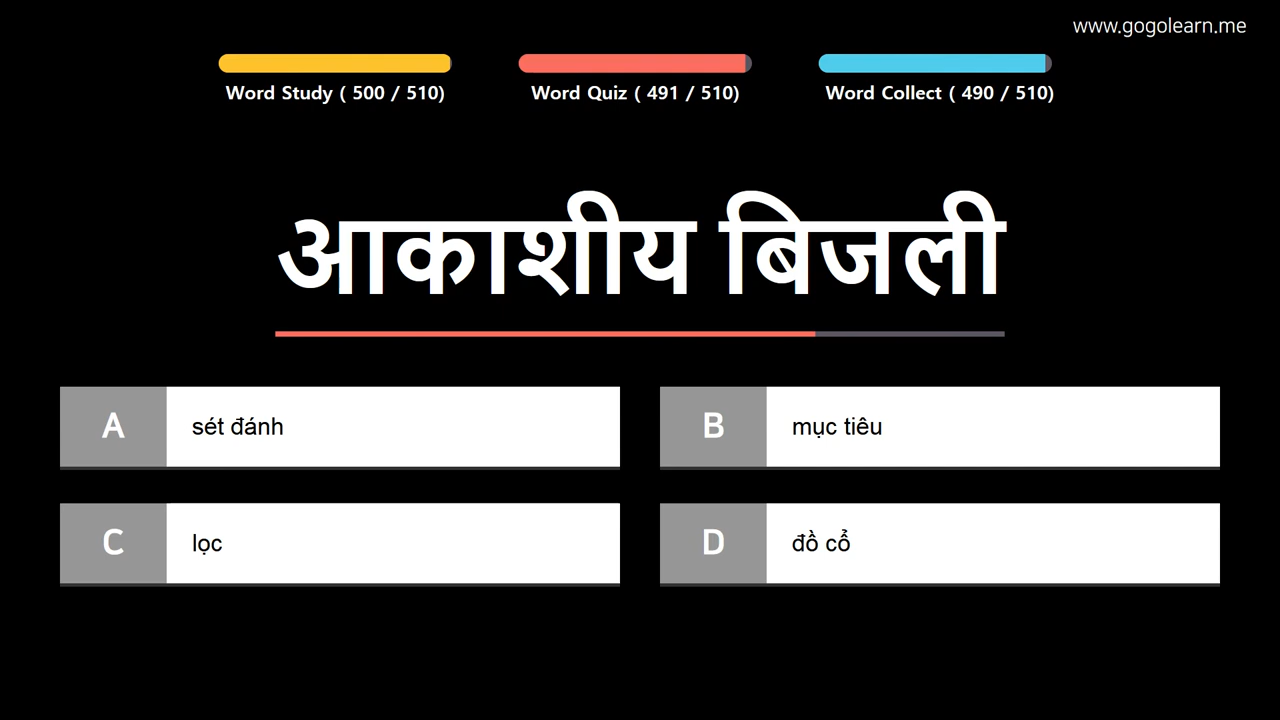 www.gogolearn.me
Word Study ( 500 / 510)
Word Quiz ( 491 / 510)
Word Collect ( 490 / 510)
आकाशीय बिजली
A sét đánh
B mục tiêu
C lọc
D đồ cổ